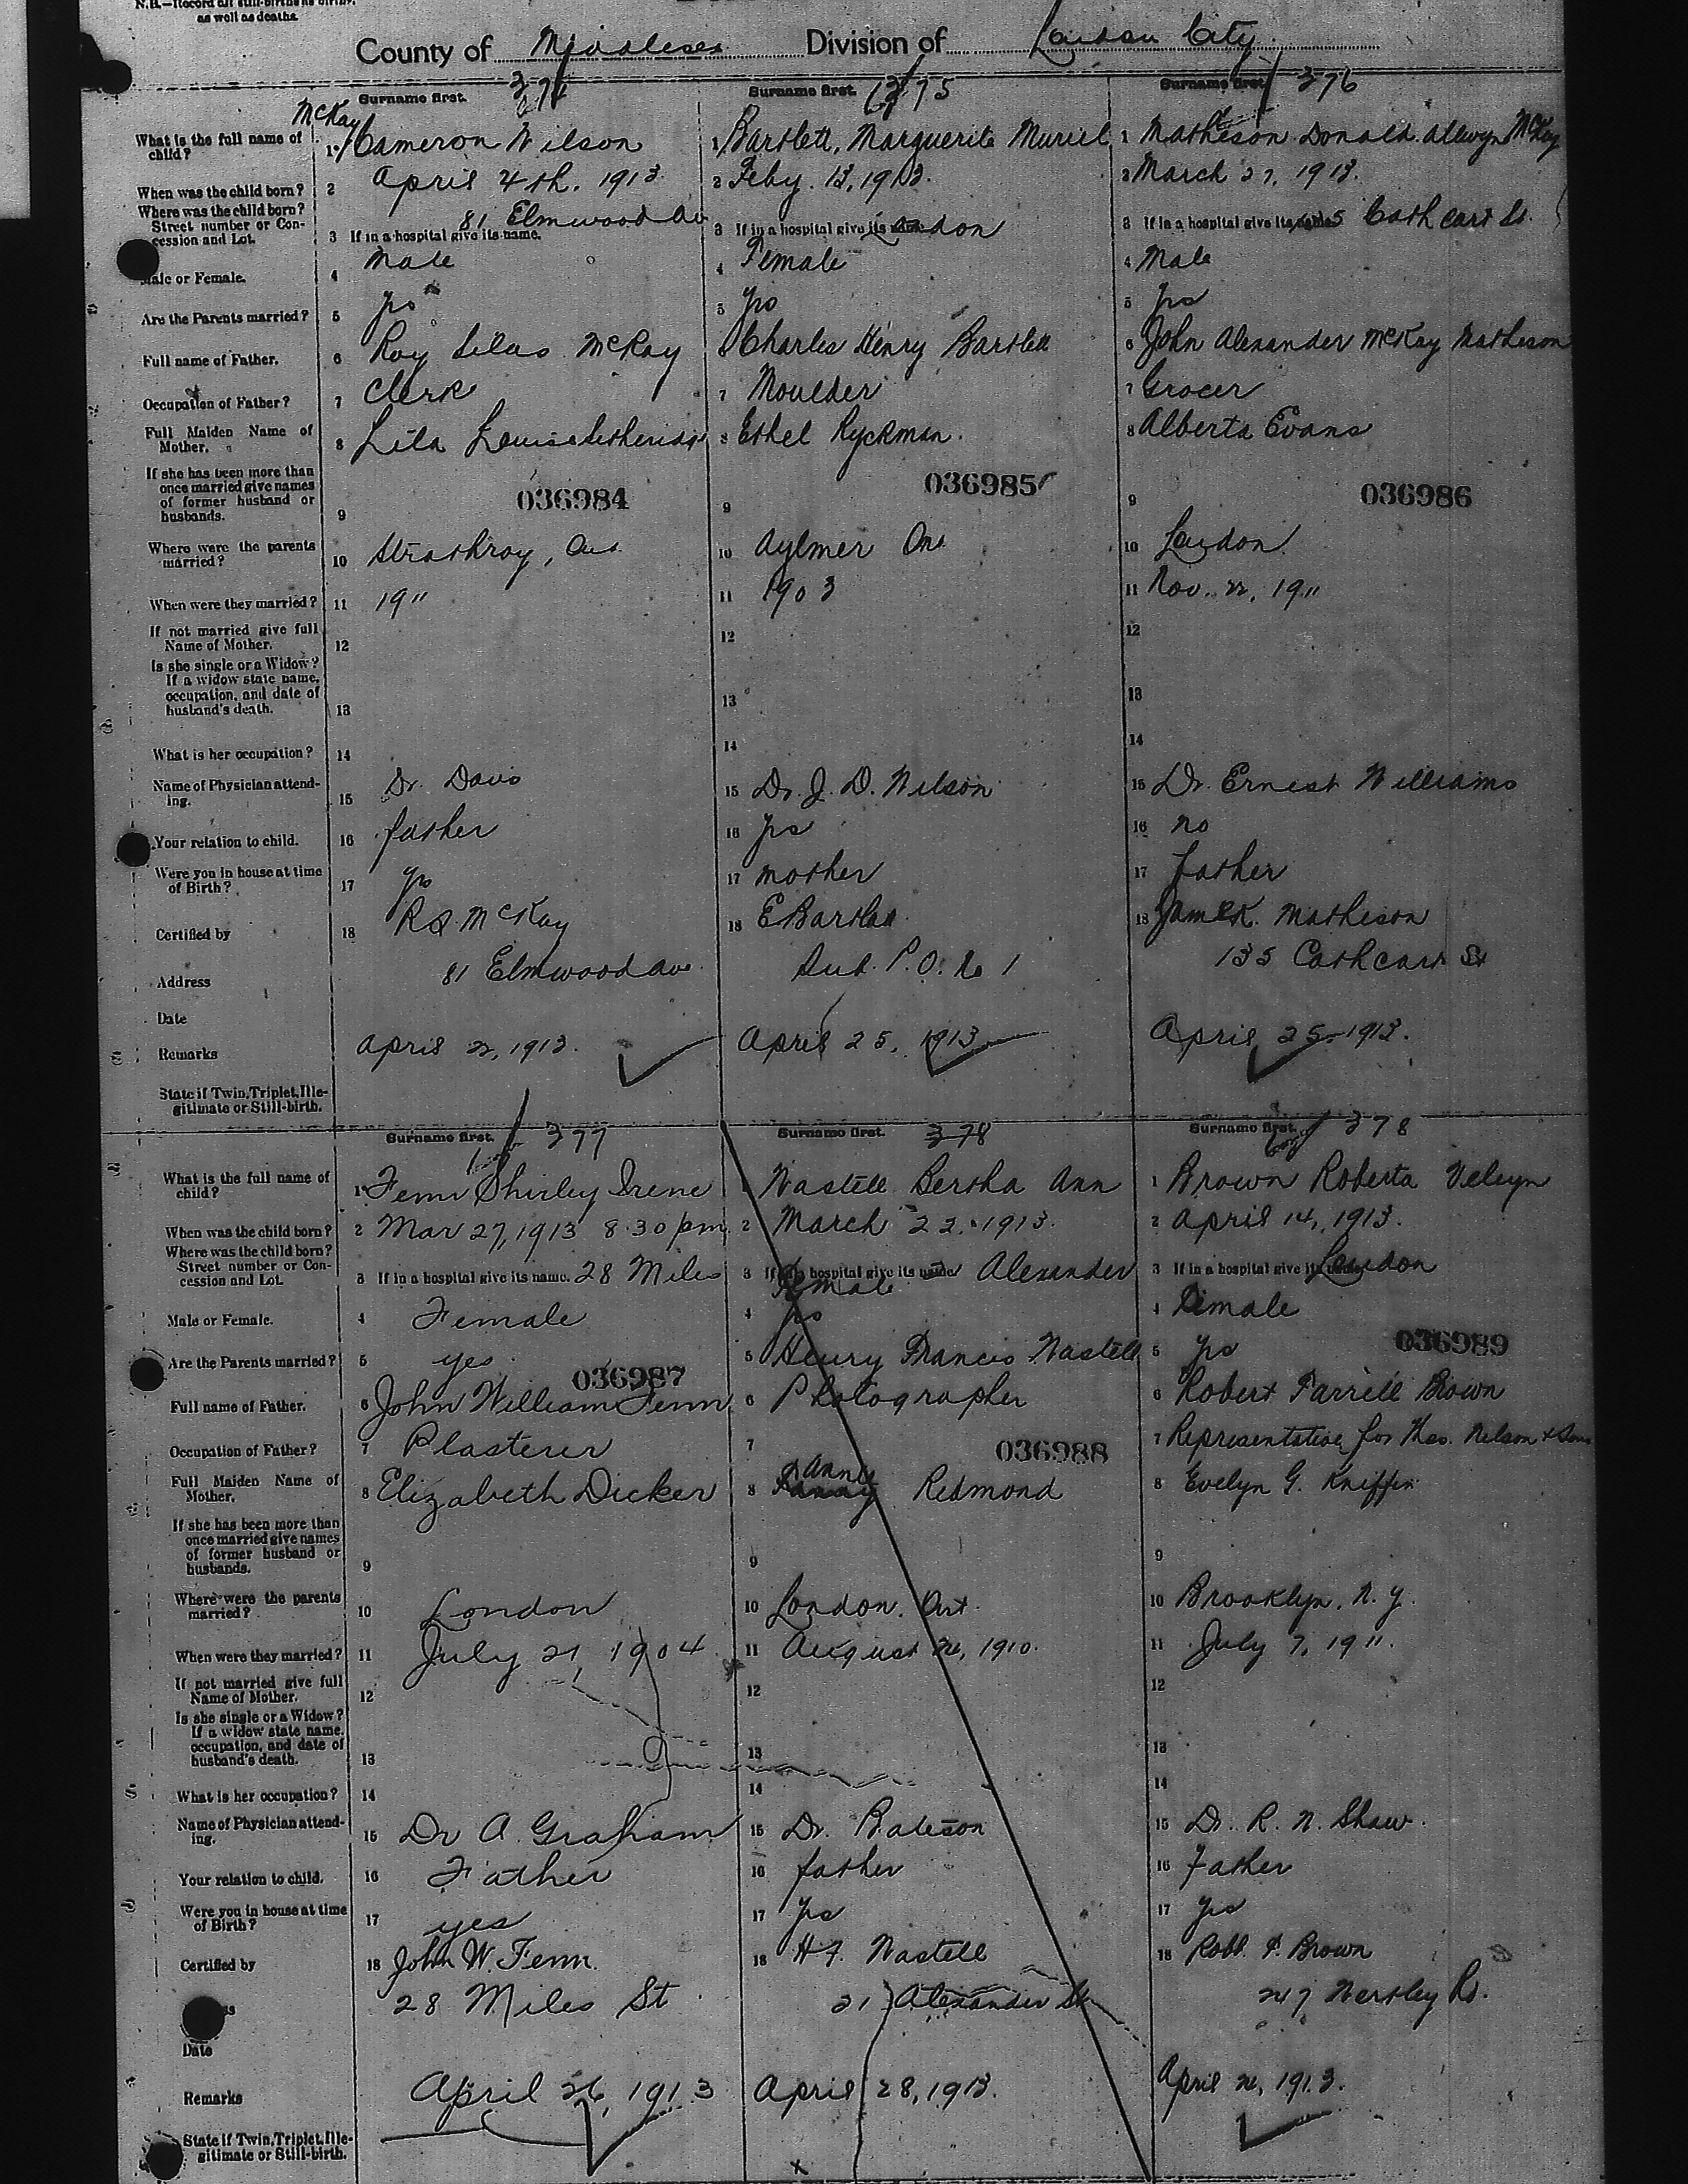 N.B.—Record all still-births as births.
as well as deaths.
County of Middlesex Division of London City
Surname first. 374
McKay
What is the full name of child? 1 Cameron Wilson
When was the child born? 2 April 4th, 1913.
Where was the child born? Street number or Concession and Lot. 3 If in a hospital give its name. 81 Elmwood Av
Male or Female. 4 Male
Are the Parents married? 5 yes
Full name of Father. 6 Roy Silas McKay
Occupation of Father? 7 Clerk
Full Maiden Name of Mother. 8 Lila Louise
If she has been more than once married give names of former husband or husbands. 9
036984
Where were the parents married? 10 Strathroy, Ont.
When were they married? 11 1911
If not married give full Name of Mother. 12
Is she single or a Widow? If a widow state name, occupation, and date of husband's death. 13
What is her occupation? 14
Name of Physician attending. 15 Dr. Davis
Your relation to child. 16 father
Were you in house at time of Birth? 17 yes
Certified by 18 R S McKay
Address 81 Elmwood Ave.
Date
Remarks April 22, 1913.
State if Twin, Triplet, Illegitimate or Still-birth.
Surname first. 375
1 Bartlett, Marguerite Muriel
2 Feby. 13, 1913.
3 If in a hospital give its name London
4 Female
5 yes
6 Charles Henry Bartlett
7 Moulder
8 Ethel Ryckman.
036985
9
10 Aylmer Ont
11 1903
12
13
14
15 Dr. J. D. Wilson
16 yes
17 mother
18 E Bartlett
Sub. P.O. No 1
April 25, 1913
Surname first. 376
1 Matheson Donald Allwyn McKay
2 March 27, 1913.
3 If in a hospital give its name 135 Cathcart St.
4 Male
5 yes
6 John Alexander McKay Matheson
7 Grocer
8 Alberta Evans
036986
9
10 London
11 Nov. 22, 1911
12
13
14
15 Dr. Ernest Williams
16 no
17 father
18 Matheson
135 Cathcart St
April 25 1913.
Surname first. 377
What is the full name of child? 1 Fenn Shirley Irene
When was the child born? 2 Mar 27, 1913 8.30 pm
Where was the child born? Street number or Concession and Lot. 3 If in a hospital give its name. 28 Miles
Male or Female. 4 Female
Are the Parents married? 5 yes
036987
Full name of Father. 6 John William Fenn
Occupation of Father? 7 Plasterer
Full Maiden Name of Mother. 8 Elizabeth Dicker
If she has been more than once married give names of former husband or husbands. 9
Where were the parents married? 10 London
When were they married? 11 July 21, 1904
If not married give full Name of Mother. 12
Is she single or a Widow? If a widow state name, occupation, and date of husband's death. 13
What is her occupation? 14
Name of Physician attending. 15 Dr A. Graham
Your relation to child. 16 Father
Were you in house at time of Birth? 17 yes
Certified by 18 John W. Fenn.
28 Miles St
Date
Remarks April 26, 1913
State if Twin, Triplet, Illegitimate or Still-birth.
Surname first. 378
1 Nastell Bertha Ann
2 March 22, 1913.
3 If in hospital give its name Alexander
Female
4 yes
5 Henry Francis Nastell
6 Photographer
7
036988
8 Annie Redmond
9
10 London, Ont.
11 August 24, 1910.
12
13
14
15 Dr. Bateson
16 father
17 yes
18 H F. Nastell
21 Alexander St
April 28, 1913.
x
Surname first. 378
1 Brown Roberta Velvyn
2 April 14, 1913.
3 If in a hospital give its name London
4 Female
5 yes
036989
6 Robert Farrell Brown
7 Representative for Thos. Nelson & Sons
8 Evelyn G. Kniffin
9
10 Brooklyn, N. Y.
11 July 7, 1911.
12
13
14
15 Dr. R. N. Shaw.
16 Father
17 yes
18 Robt. F. Brown
247 Wortley Rd.
April 24, 1913.